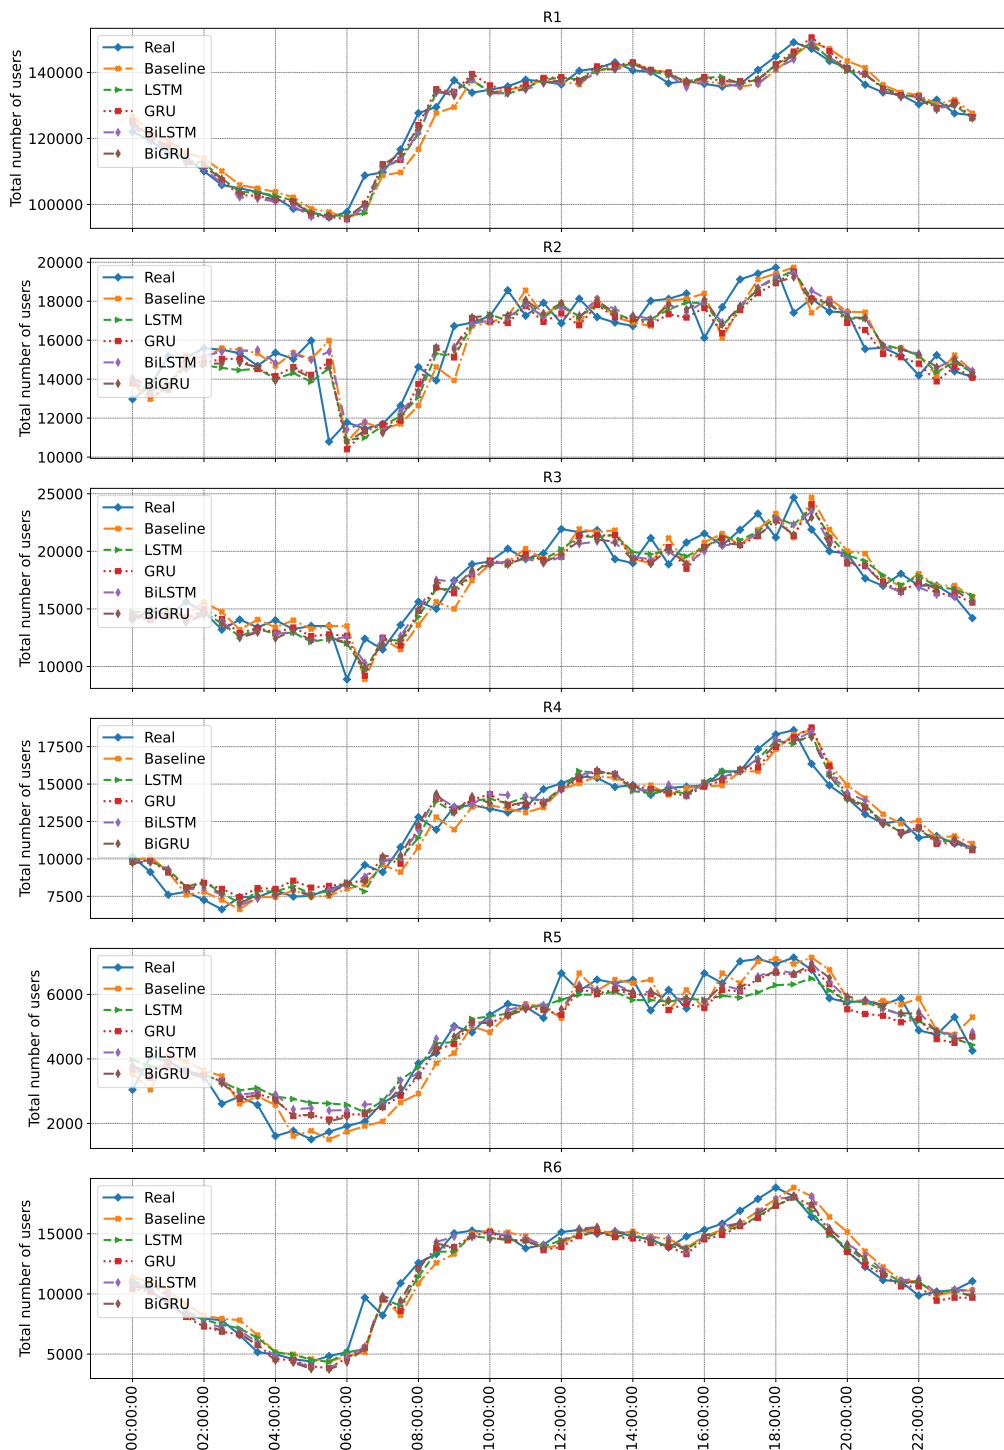 R1
Total number of users
140000
120000
100000
Real
Baseline
LSTM
GRU
BiLSTM
BiGRU
R2
Total number of users
20000
18000
16000
14000
12000
10000
Real
Baseline
LSTM
GRU
BiLSTM
BiGRU
R3
Total number of users
25000
20000
15000
10000
Real
Baseline
LSTM
GRU
BiLSTM
BiGRU
R4
Total number of users
17500
15000
12500
10000
7500
Real
Baseline
LSTM
GRU
BiLSTM
BiGRU
R5
Total number of users
6000
4000
2000
Real
Baseline
LSTM
GRU
BiLSTM
BiGRU
R6
Total number of users
15000
10000
5000
Real
Baseline
LSTM
GRU
BiLSTM
BiGRU
00:00:00
02:00:00
04:00:00
06:00:00
08:00:00
10:00:00
12:00:00
14:00:00
16:00:00
18:00:00
20:00:00
22:00:00